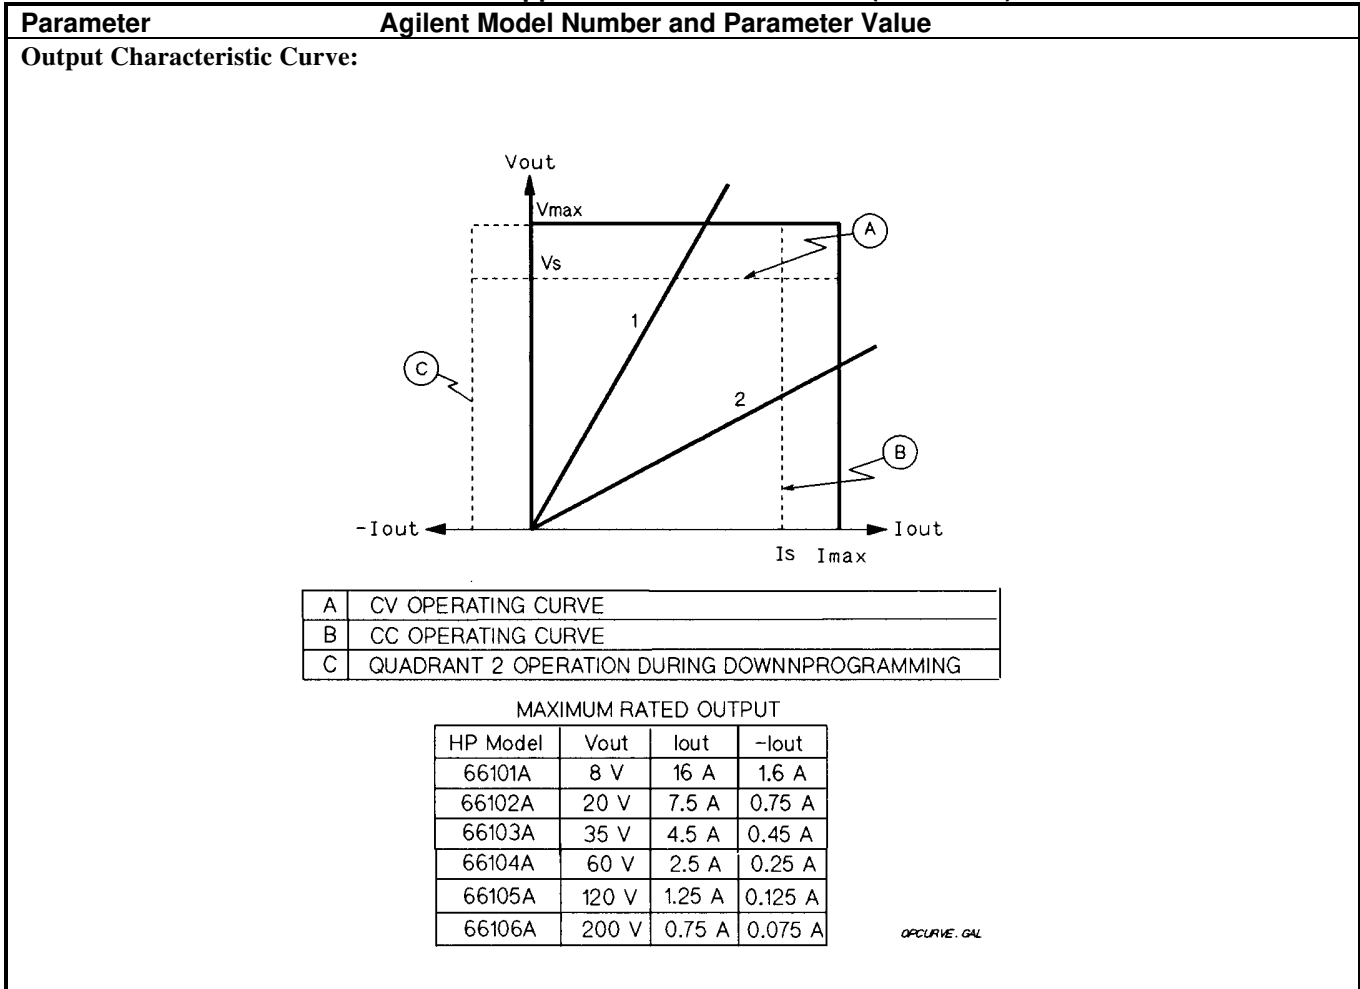 Parameter Agilent Model Number and Parameter Value
Output Characteristic Curve:
Vout
Vmax
A
Vs
1
C
2
B
-Iout Iout
Is Imax
A CV OPERATING CURVE
B CC OPERATING CURVE
C QUADRANT 2 OPERATION DURING DOWNNPROGRAMMING
MAXIMUM RATED OUTPUT
HP Model Vout Iout -Iout
66101A 8 V 16 A 1.6 A
66102A 20 V 7.5 A 0.75 A
66103A 35 V 4.5 A 0.45 A
66104A 60 V 2.5 A 0.25 A
66105A 120 V 1.25 A 0.125 A
66106A 200 V 0.75 A 0.075 A
OPCURVE.GAL